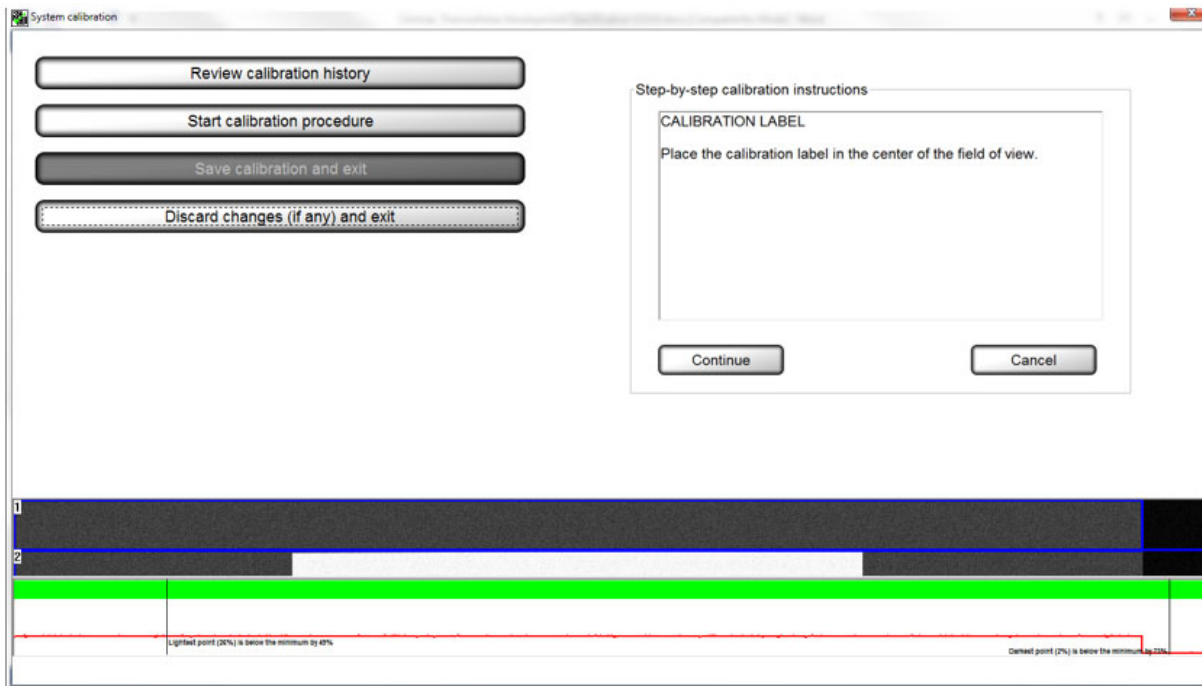 System calibration
Review calibration history
Start calibration procedure
Save calibration and exit
Discard changes (if any) and exit
Step-by-step calibration instructions
CALIBRATION LABEL
Place the calibration label in the center of the field of view.
Continue
Cancel
1
2
Lightest point (26%) is below the minimum by 49%
Darkest point (2%) is below the minimum by 73%